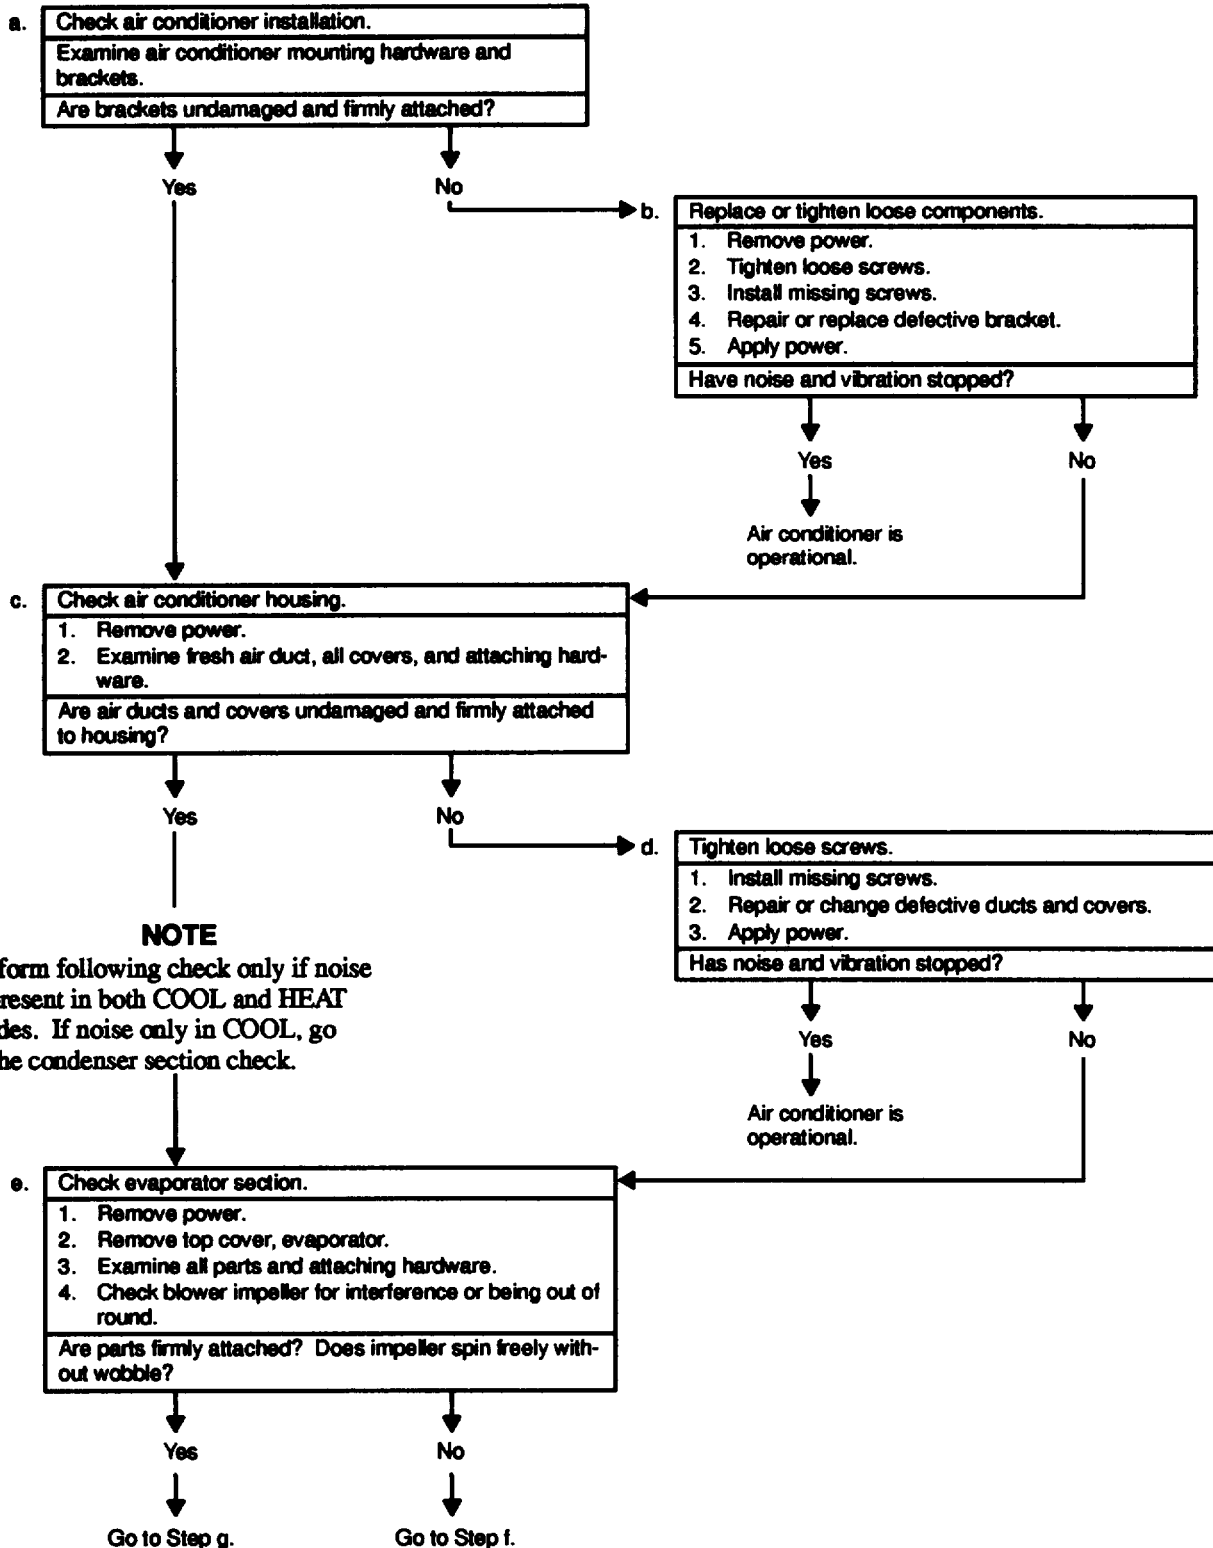 a. Check air conditioner installation.
Examine air conditioner mounting hardware and
brackets.
Are brackets undamaged and firmly attached?
Yes
No
b. Replace or tighten loose components.
1. Remove power.
2. Tighten loose screws.
3. Install missing screws.
4. Repair or replace defective bracket.
5. Apply power.
Have noise and vibration stopped?
Yes
No
Air conditioner is
operational.
c. Check air conditioner housing.
1. Remove power.
2. Examine fresh air duct, all covers, and attaching hard-
ware.
Are air ducts and covers undamaged and firmly attached
to housing?
Yes
No
d. Tighten loose screws.
1. Install missing screws.
2. Repair or change defective ducts and covers.
3. Apply power.
Has noise and vibration stopped?
Yes
No
Air conditioner is
operational.
NOTE
form following check only if noise
resent in both COOL and HEAT
des. If noise only in COOL, go
he condenser section check.
e. Check evaporator section.
1. Remove power.
2. Remove top cover, evaporator.
3. Examine all parts and attaching hardware.
4. Check blower impeller for interference or being out of
round.
Are parts firmly attached? Does impeller spin freely with-
out wobble?
Yes
No
Go to Step g.
Go to Step f.